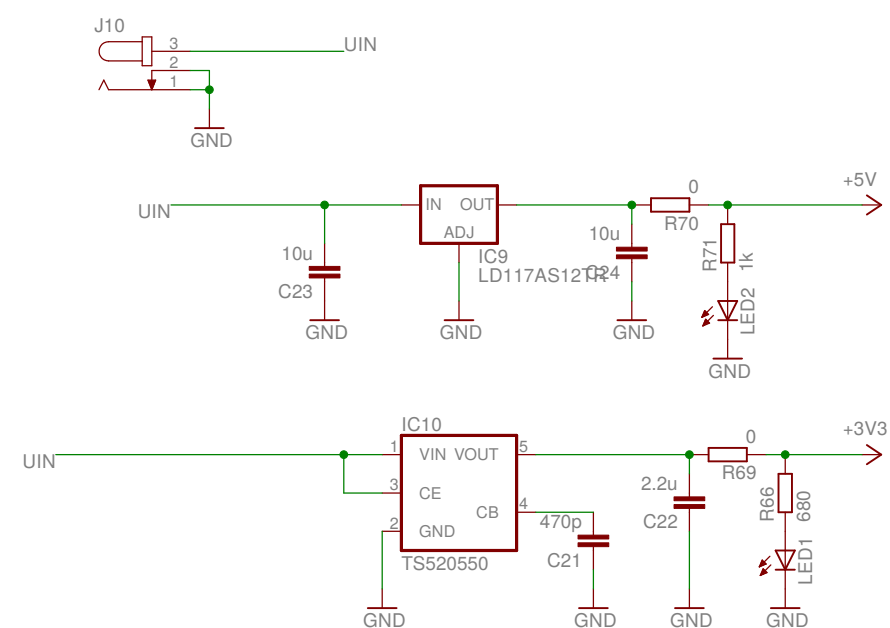 J10
3
UIN
2
1
GND
+5V
0
UIN
IN OUT
R70
ADJ
10u
10u
R71
1k
IC9
C24
LD117AS12TR
C23
LED2
GND
GND
GND
GND
IC10
+3V3
0
UIN
1
VIN VOUT
5
R69
3
CE
2.2u
R66
680
CB
4
470p
C22
2
GND
TS520550
C21
LED1
GND
GND
GND
GND